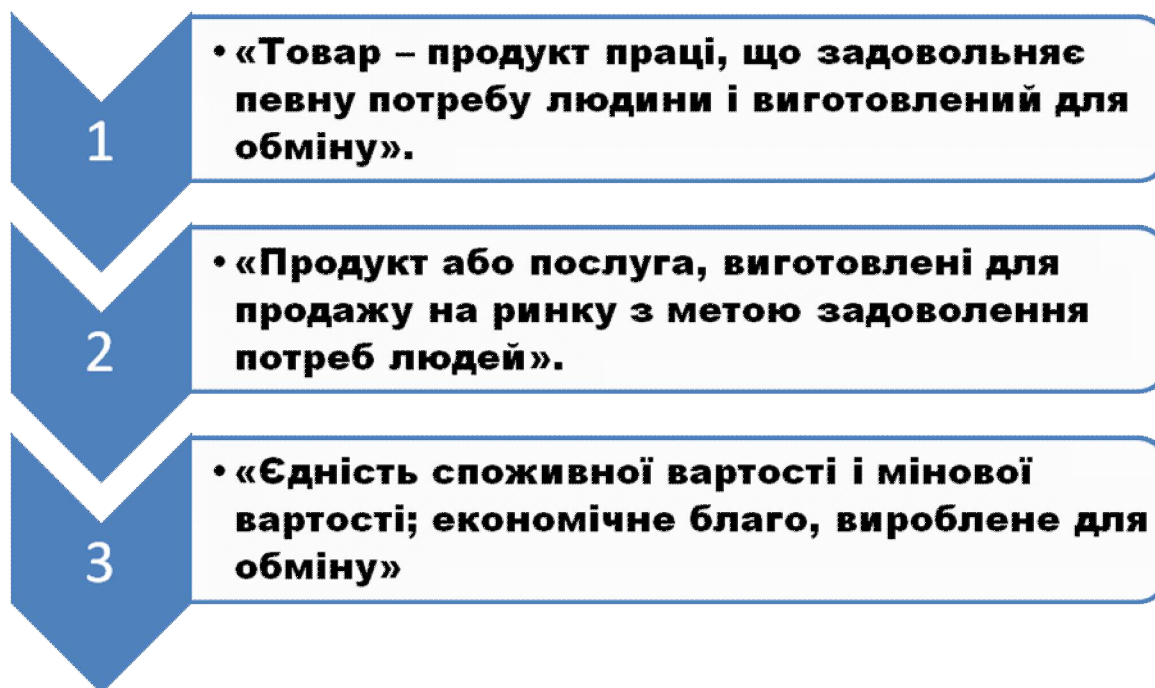 1
• «Товар – продукт праці, що задовольняє
певну потребу людини і виготовлений для
обміну».
2
• «Продукт або послуга, виготовлені для
продажу на ринку з метою задоволення
потреб людей».
3
• «Єдність споживної вартості і мінової
вартості; економічне благо, вироблене для
обміну»